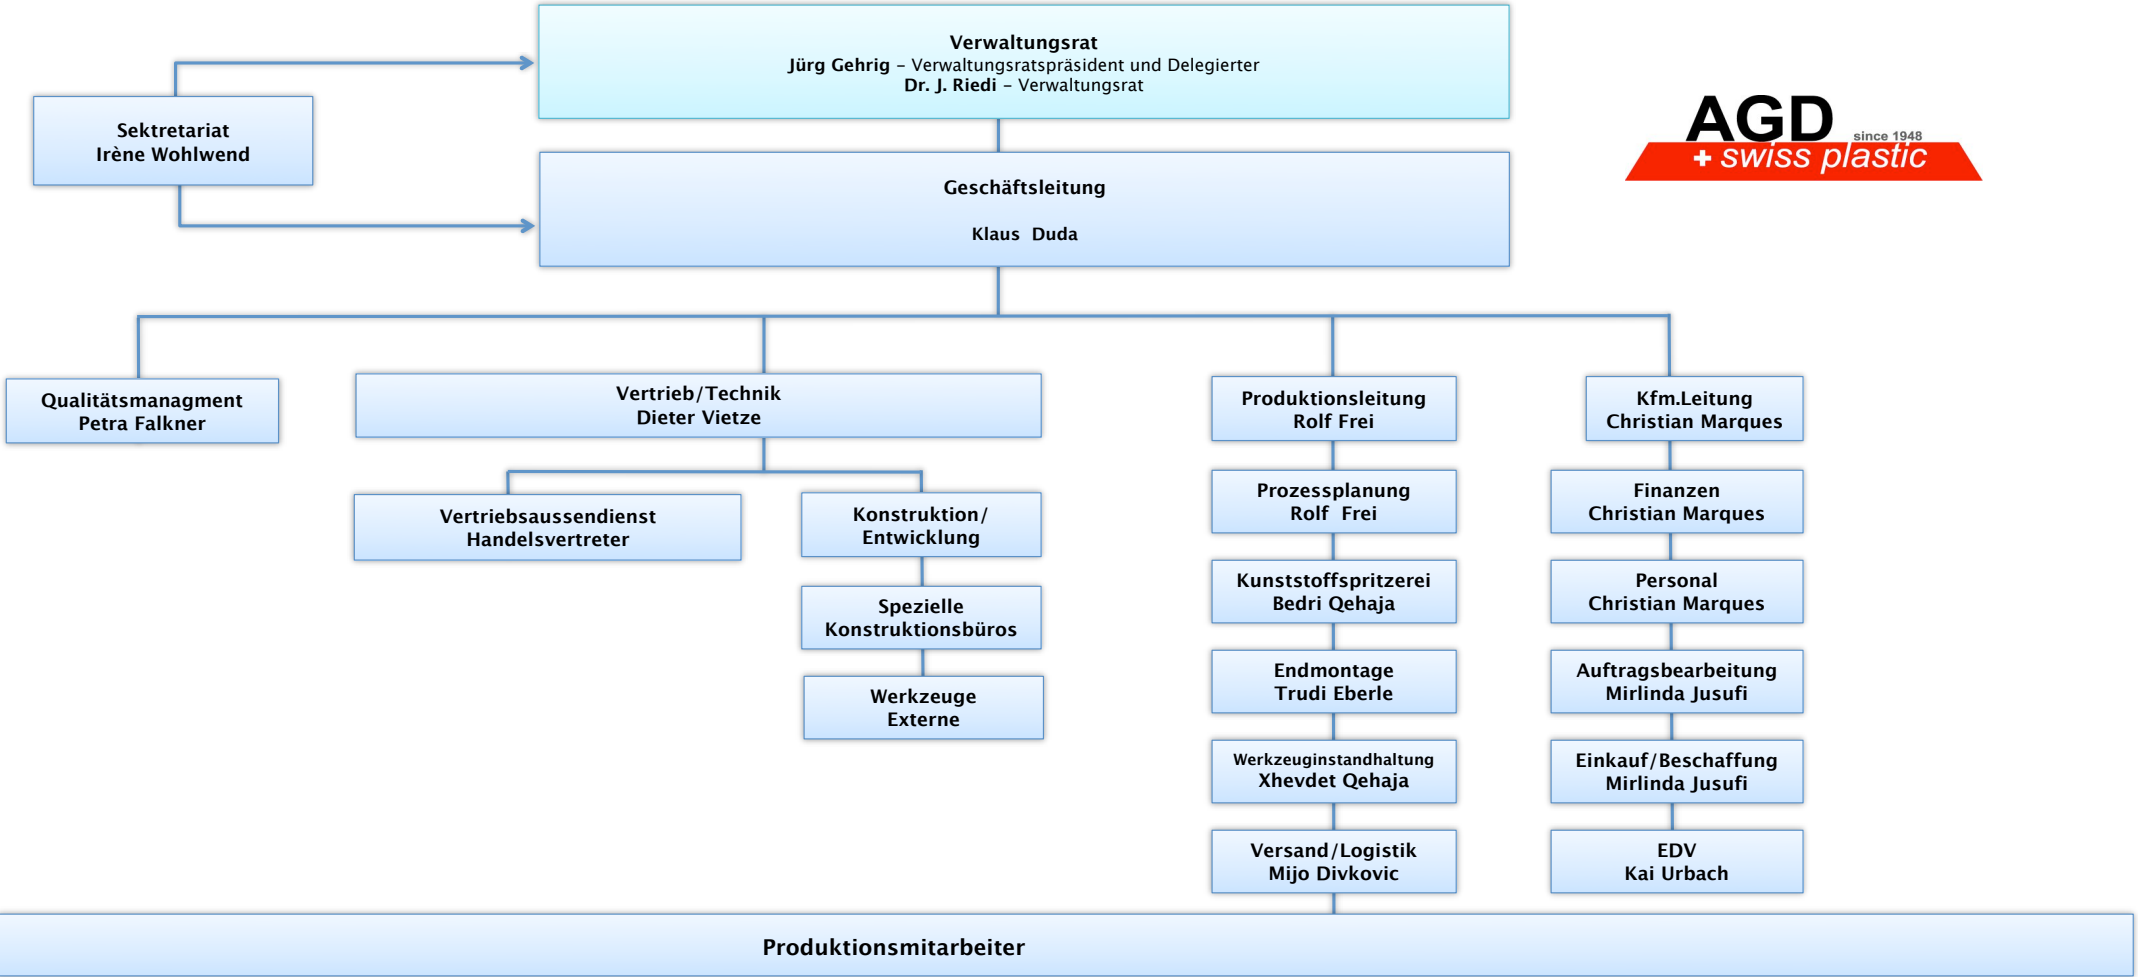 Verwaltungsrat
Jürg Gehrig – Verwaltungsratspräsident und Delegierter
Dr. J. Riedi – Verwaltungsrat
Sektretariat
Irène Wohlwend
AGD
since 1948
+ swiss plastic
Geschäftsleitung
Klaus Duda
Qualitätsmanagment
Petra Falkner
Vertrieb/Technik
Dieter Vietze
Vertriebsaussendienst
Handelsvertreter
Konstruktion/
Entwicklung
Spezielle
Konstruktionsbüros
Werkzeuge
Externe
Produktionsleitung
Rolf Frei
Prozessplanung
Rolf Frei
Kunststoffspritzerei
Bedri Qehaja
Endmontage
Trudi Eberle
Werkzeuginstandhaltung
Xhevdet Qehaja
Versand/Logistik
Mijo Divkovic
Kfm.Leitung
Christian Marques
Finanzen
Christian Marques
Personal
Christian Marques
Auftragsbearbeitung
Mirlinda Jusufi
Einkauf/Beschaffung
Mirlinda Jusufi
EDV
Kai Urbach
Produktionsmitarbeiter